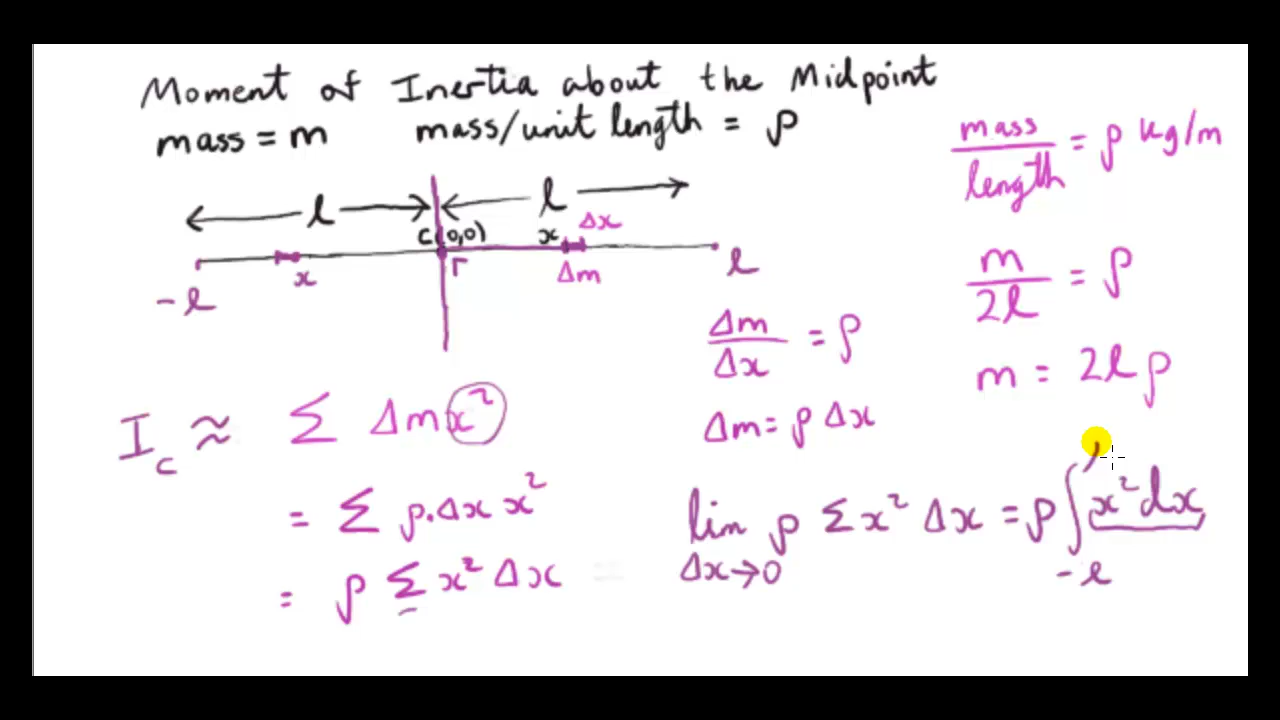 Moment of Inertia about the Midpoint
mass = m mass/unit length = ρ
mass/length = ρ kg/m
l l
C(0,0) x Δx
-l x r Δm l
m/2l = ρ
Δm/Δx = ρ
m = 2lρ
I_c ≈ Σ Δm x²
Δm = ρ Δx
= Σ ρ.Δx x²
lim Δx→0 ρ Σx² Δx = ρ ∫ -l x² dx
= ρ Σ x² Δx =